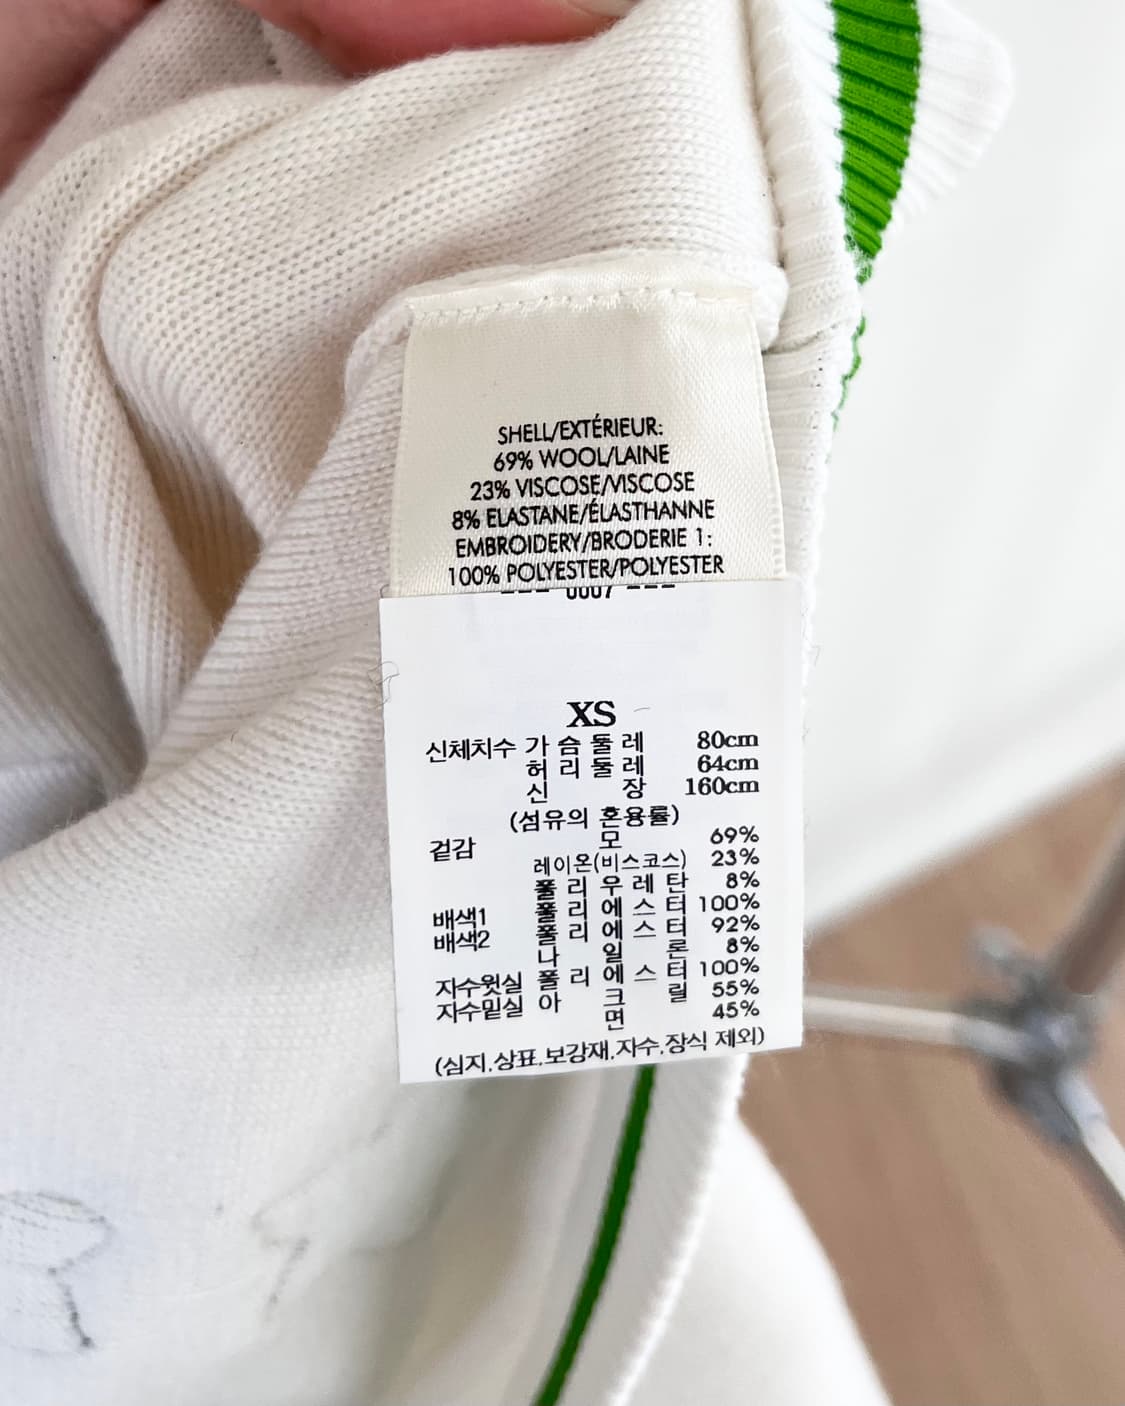 SHELL/EXTÉRIEUR:
69% WOOL/LAINE
23% VISCOSE/VISCOSE
8% ELASTANE/ÉLASTHANNE
EMBROIDERY/BRODERIE 1:
100% POLYESTER/POLYESTER
--- 0007 ---
XS
신체치수 가 슴 둘 레 80cm
허 리 둘 레 64cm
신 장 160cm
(섬유의 혼용률)
겉감 모 69%
레이온(비스코스) 23%
폴 리 우 레 탄 8%
배색1 폴 리 에 스 터 100%
배색2 폴 리 에 스 터 92%
나 일 론 8%
자수윗실 폴 리 에 스 터 100%
자수밑실 아 크 릴 55%
면 45%
(심지,상표,보강재,자수,장식 제외)